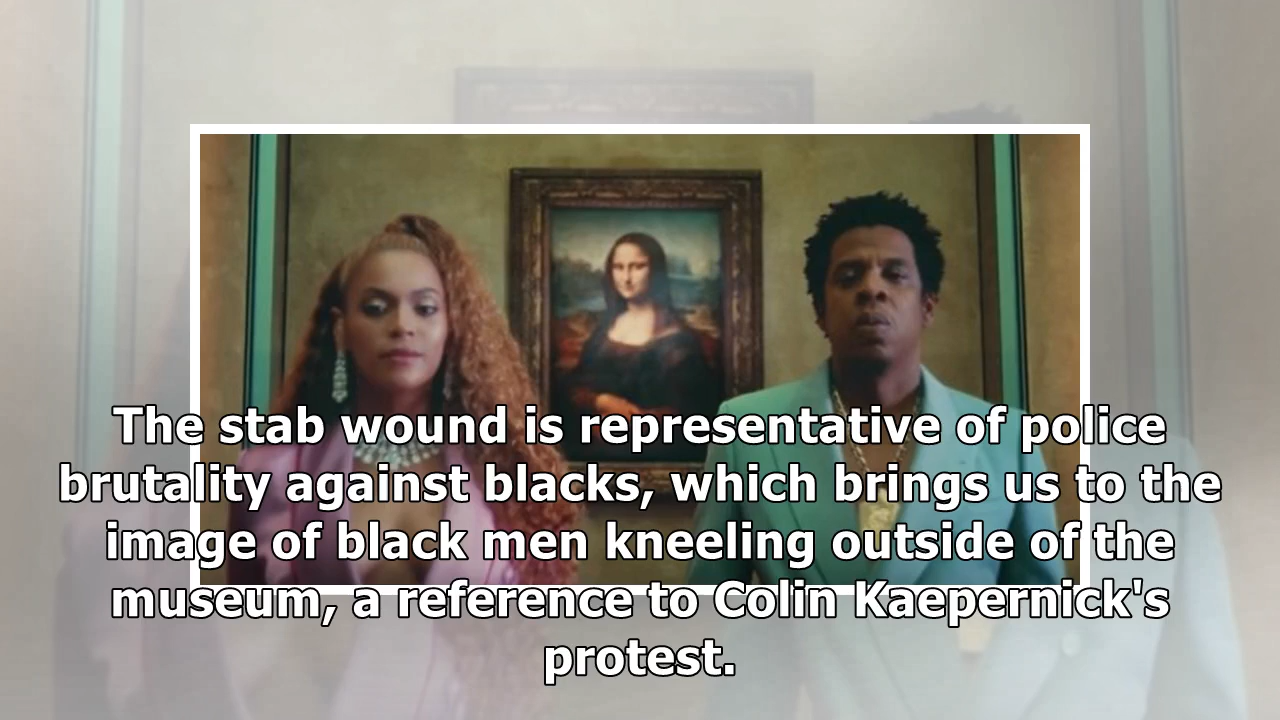 The stab wound is representative of police
brutality against blacks, which brings us to the
image of black men kneeling outside of the
museum, a reference to Colin Kaepernick's
protest.